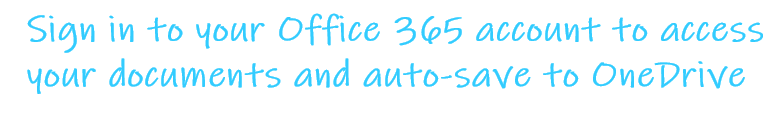 Sign in to your Office 365 account to access
your documents and auto-save to OneDrive